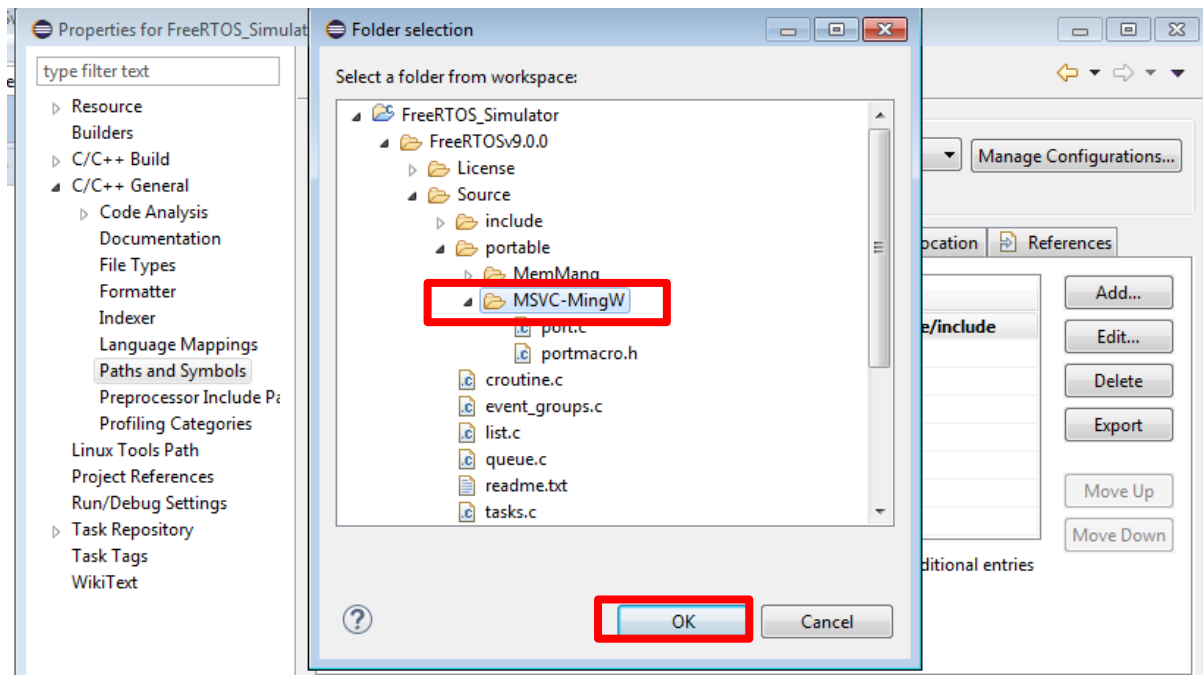 Properties for FreeRTOS_Simulat
type filter text
Resource
Builders
C/C++ Build
C/C++ General
Code Analysis
Documentation
File Types
Formatter
Indexer
Language Mappings
Paths and Symbols
Preprocessor Include Pa
Profiling Categories
Linux Tools Path
Project References
Run/Debug Settings
Task Repository
Task Tags
WikiText
Folder selection
Select a folder from workspace:
FreeRTOS_Simulator
FreeRTOSv9.0.0
License
Source
include
portable
MemMang
MSVC-MingW
port.c
portmacro.h
croutine.c
event_groups.c
list.c
queue.c
readme.txt
tasks.c
OK
Cancel
Manage Configurations...
ocation
References
e/include
Add...
Edit...
Delete
Export
Move Up
Move Down
ditional entries